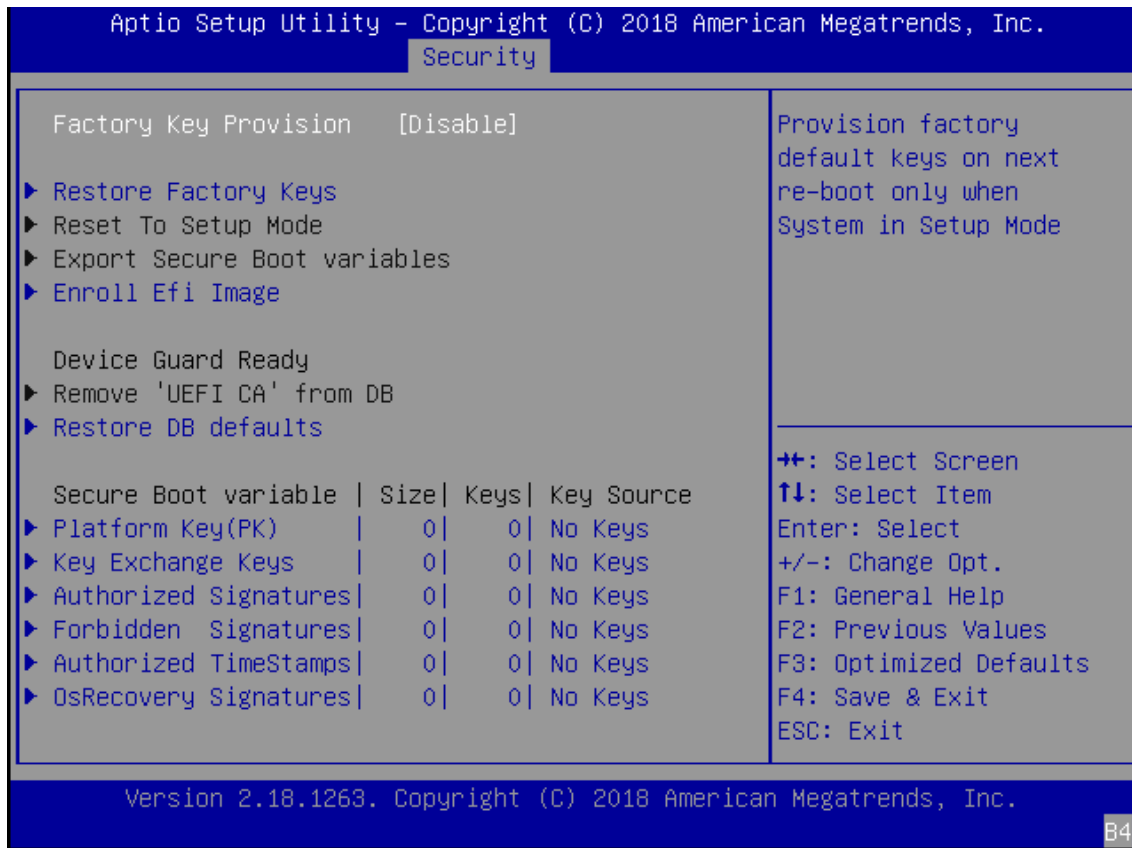 Aptio Setup Utility – Copyright (C) 2018 American Megatrends, Inc.
Security
Factory Key Provision [Disable]
Restore Factory Keys
Reset To Setup Mode
Export Secure Boot variables
Enroll Efi Image
Device Guard Ready
Remove 'UEFI CA' from DB
Restore DB defaults
Secure Boot variable | Size| Keys| Key Source
Platform Key(PK) | 0| 0| No Keys
Key Exchange Keys | 0| 0| No Keys
Authorized Signatures| 0| 0| No Keys
Forbidden Signatures| 0| 0| No Keys
Authorized TimeStamps| 0| 0| No Keys
OsRecovery Signatures| 0| 0| No Keys
Provision factory
default keys on next
re-boot only when
System in Setup Mode
→←: Select Screen
↑↓: Select Item
Enter: Select
+/-: Change Opt.
F1: General Help
F2: Previous Values
F3: Optimized Defaults
F4: Save & Exit
ESC: Exit
Version 2.18.1263. Copyright (C) 2018 American Megatrends, Inc.
B4